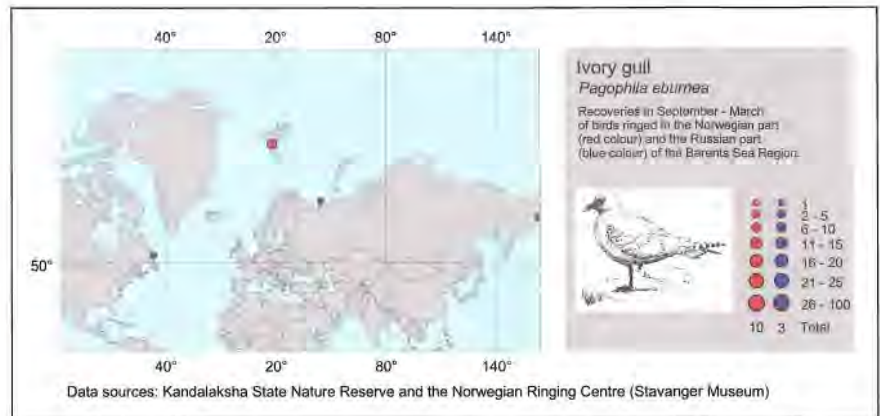 40° 20° 80° 140°
50°
40° 20° 80° 140°
Ivory gull
Pagophila eburnea
Recoveries in September - March
of birds ringed in the Norwegian part
(red colour) and the Russian part
(blue colour) of the Barents Sea Region.
1
2 - 5
6 - 10
11 - 15
16 - 20
21 - 25
26 - 100
10 3 Total
Data sources: Kandalaksha State Nature Reserve and the Norwegian Ringing Centre (Stavanger Museum)